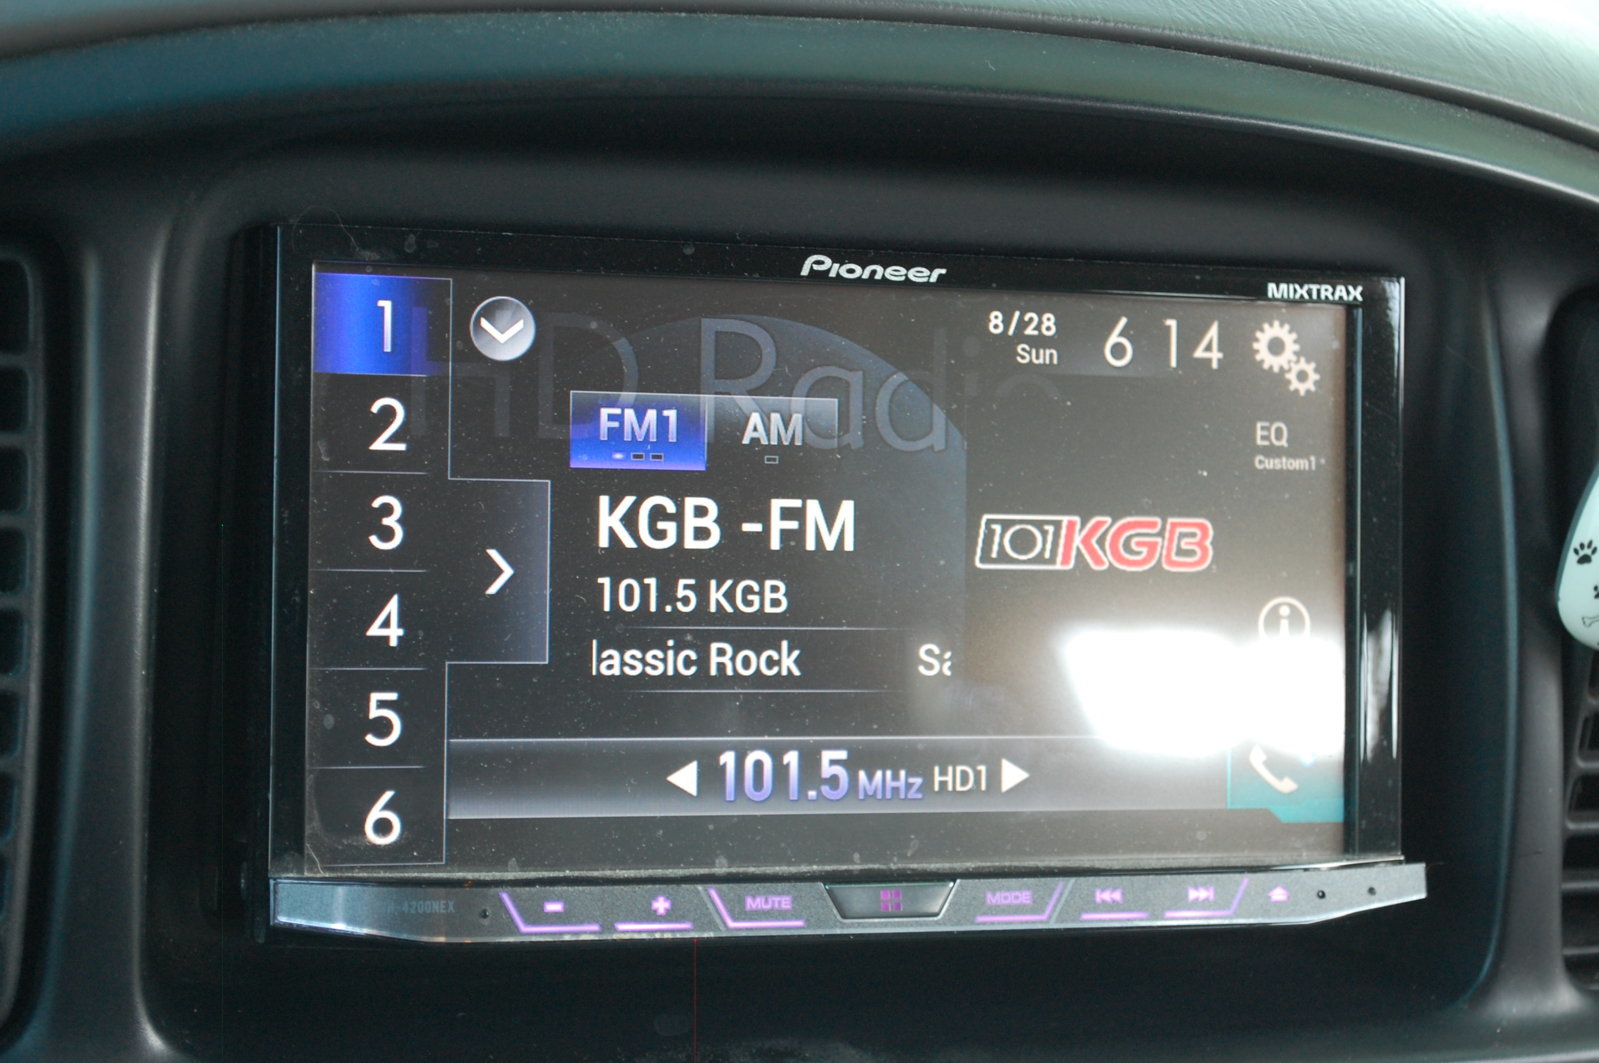 Pioneer
MIXTRAX
1
8/28
Sun
6 14
HD Radio
2
FM1
AM
EQ
Custom1
3
KGB -FM
101KGB
101.5 KGB
4
lassic Rock
5
101.5 MHz HD1
6
-4200NEX
-
+
MUTE
MODE